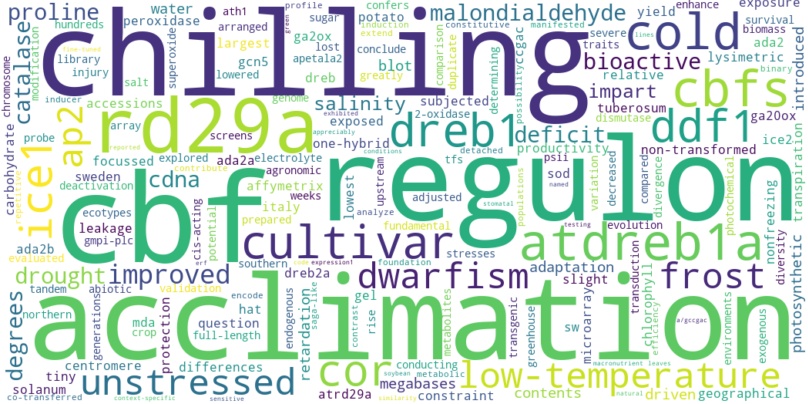 chilling
regulon
acclimation
cbf
rd29a
cold
cbfs
ddf1
dreb1
ice1
ap2
cultivar
atdreb1a
dwarfism
frost
cor
low-temperature
unstressed
improved
drought
proline
malondialdehyde
bioactive
impart
deficit
salinity
cdna
catalase
degrees
water
peroxidase
hundreds
library
injury
salt
modification
superoxide
ath1
arranged
largest
gcn5
lowered
sugar
ga2ox
lost
apetala2
conclude
dreb
blot
greatly
confers
potato
induction
extend
constitutive
manifested
comparison
duplicate
determining
possibility
ccgac
yield
traits
severe
enhance
exposure
survival
biomass
ada2
lines
lysimetric
binary
relative
tuberosum
dismutase
ga20ox
introduced
transpiration
ice2
chromosome
carbohydrate
repetitive
accessions
genome
subjected
exposed
2-oxidase
one-hybrid
probe
array
screens
ada2a
explored
focussed
electrolyte
agronomic
affymetrix
weeks
italy
prepared
potential
cis-acting
sweden
deactivation
ecotypes
leakage
gmpi-plc
ada2b
evaluated
contribute
reported
exhibited
appreciably
conditions
detached
tfs
productivity
lowest
upstream
adjusted
fundamental
stomatal
populations
named
psii
sod
analyze
variation
decreased
compared
non-transformed
divergence
photochemical
testing
evolution
stresses
adaptation
slight
southern
dreb2a
expression1
foundation
tandem
abiotic
validation
encode
northern
mda
crop
generations
protection
question
hat
full-length
centromere
differences
tiny
solanum
co-transferred
context-specific
sensitive
endogenous
retardation
saga-like
contrast
gel
rise
metabolites
transgenic
greenhouse
sw
microarray
transduction
chlorophyll
efficiency
a/gccgac
environments
exogenous
diversity
nonfreezing
photosynthetic
conducting
soybean
metabolic
megabases
atrd29a
constraint
similarity
macronutrient
leaves
contents
natural
driven
geographical
profile
green
inducer
fine-tuned